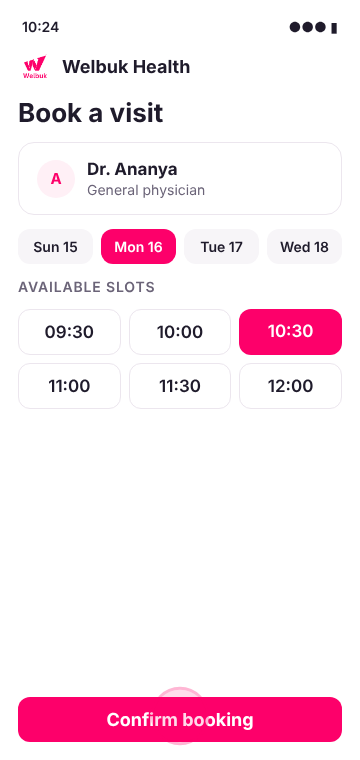 10:24
Welbuk
Welbuk Health
Book a visit
A
Dr. Ananya
General physician
Sun 15 Mon 16 Tue 17 Wed 18
AVAILABLE SLOTS
09:30 10:00 10:30
11:00 11:30 12:00
Confirm booking